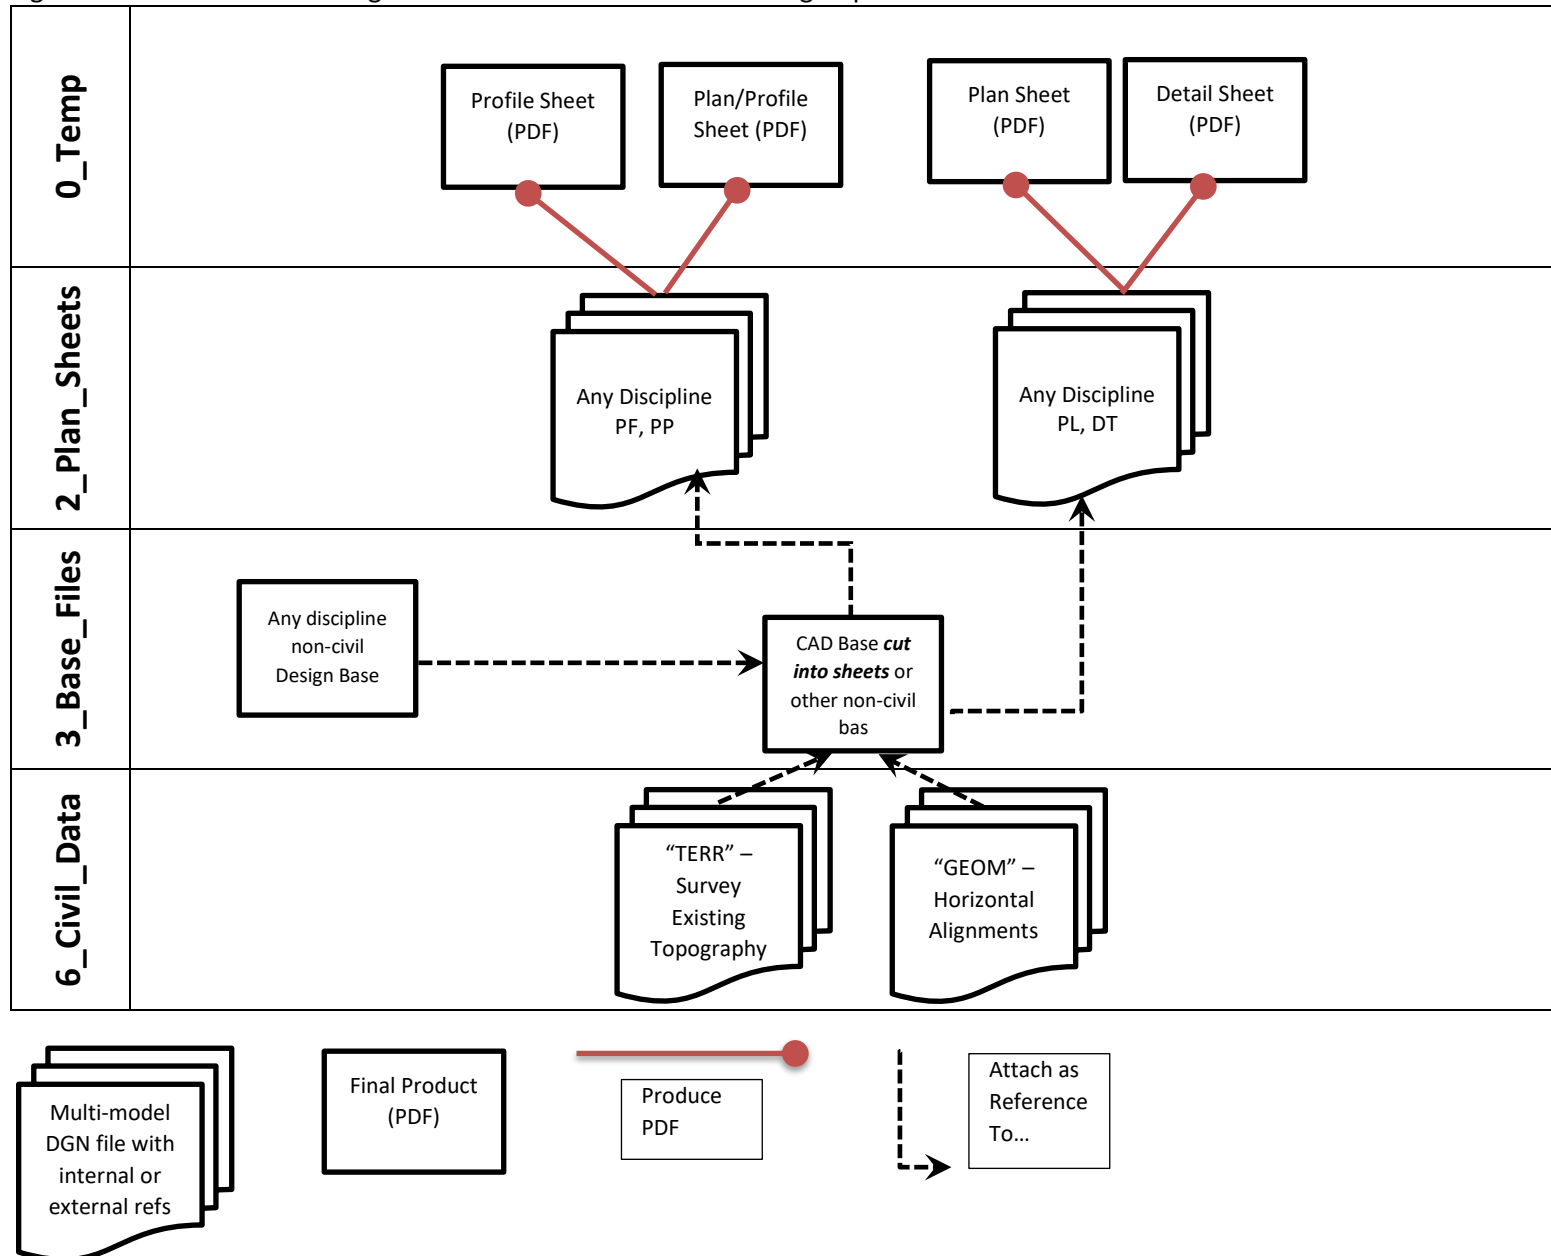 0_Temp
Profile Sheet
(PDF)
Plan/Profile
Sheet (PDF)
Plan Sheet
(PDF)
Detail Sheet
(PDF)
2_Plan_Sheets
Any Discipline
PF, PP
Any Discipline
PL, DT
3_Base_Files
Any discipline
non-civil
Design Base
CAD Base cut
into sheets or
other non-civil
bas
6_Civil_Data
“TERR” –
Survey
Existing
Topography
“GEOM” –
Horizontal
Alignments
Multi-model
DGN file with
internal or
external refs
Final Product
(PDF)
Produce
PDF
Attach as
Reference
To…